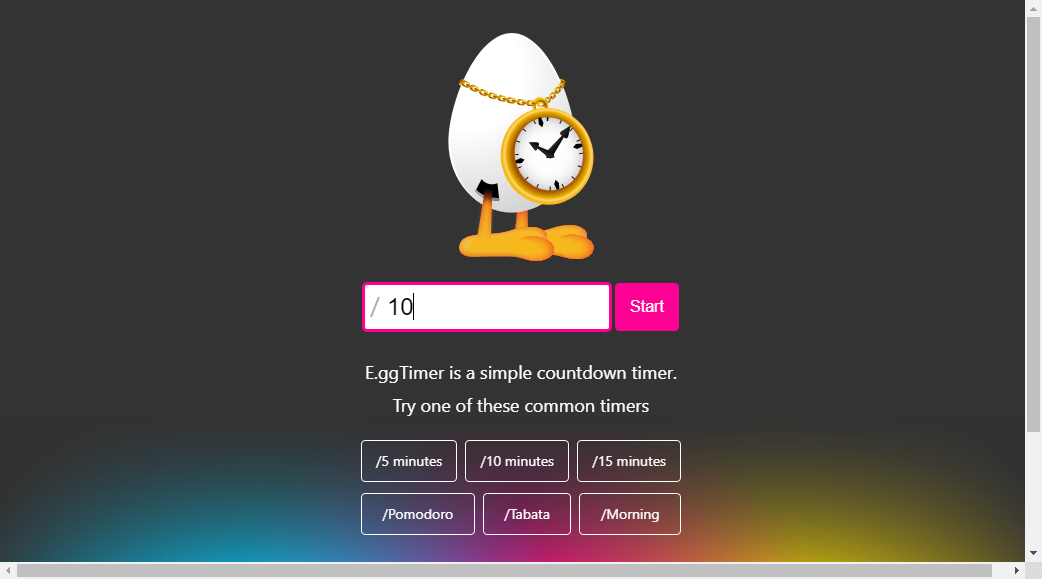 / 10
Start
E.ggTimer is a simple countdown timer.
Try one of these common timers
/5 minutes /10 minutes /15 minutes
/Pomodoro /Tabata /Morning